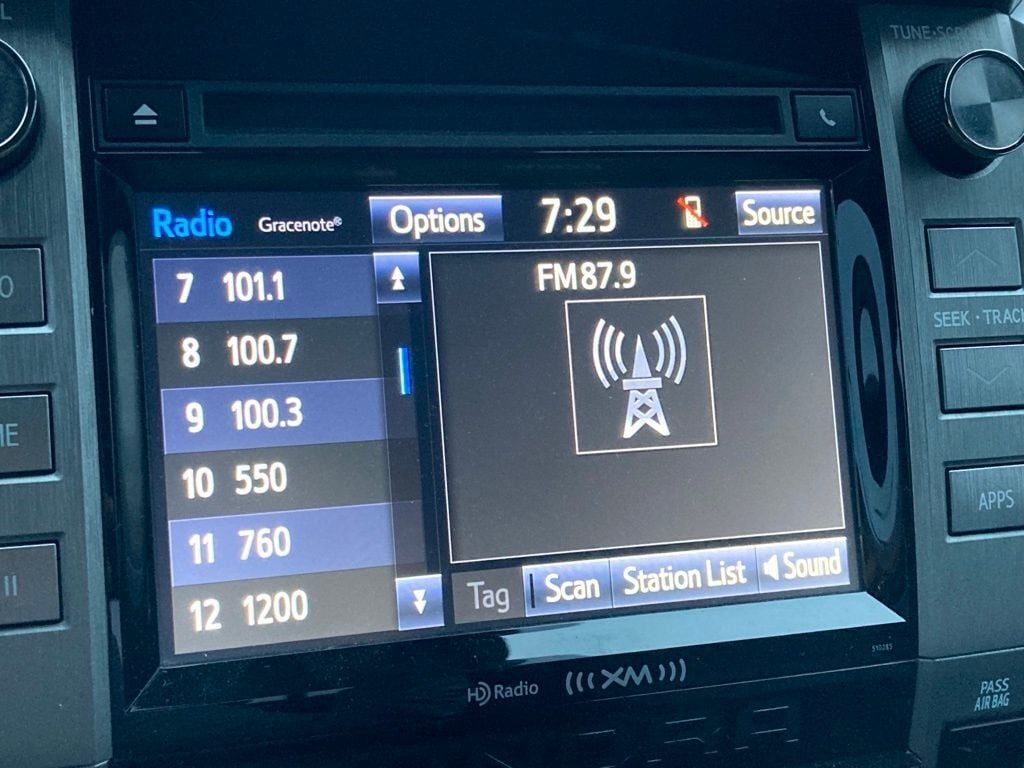 TUNE·SCROLL
Radio Gracenote® Options 7:29 Source
7 101.1
FM 87.9
8 100.7
9 100.3
10 550
11 760
12 1200
Tag Scan Station List Sound
SEEK · TRACK
APPS
HD Radio ((( XM )))
PASS
AIR BAG